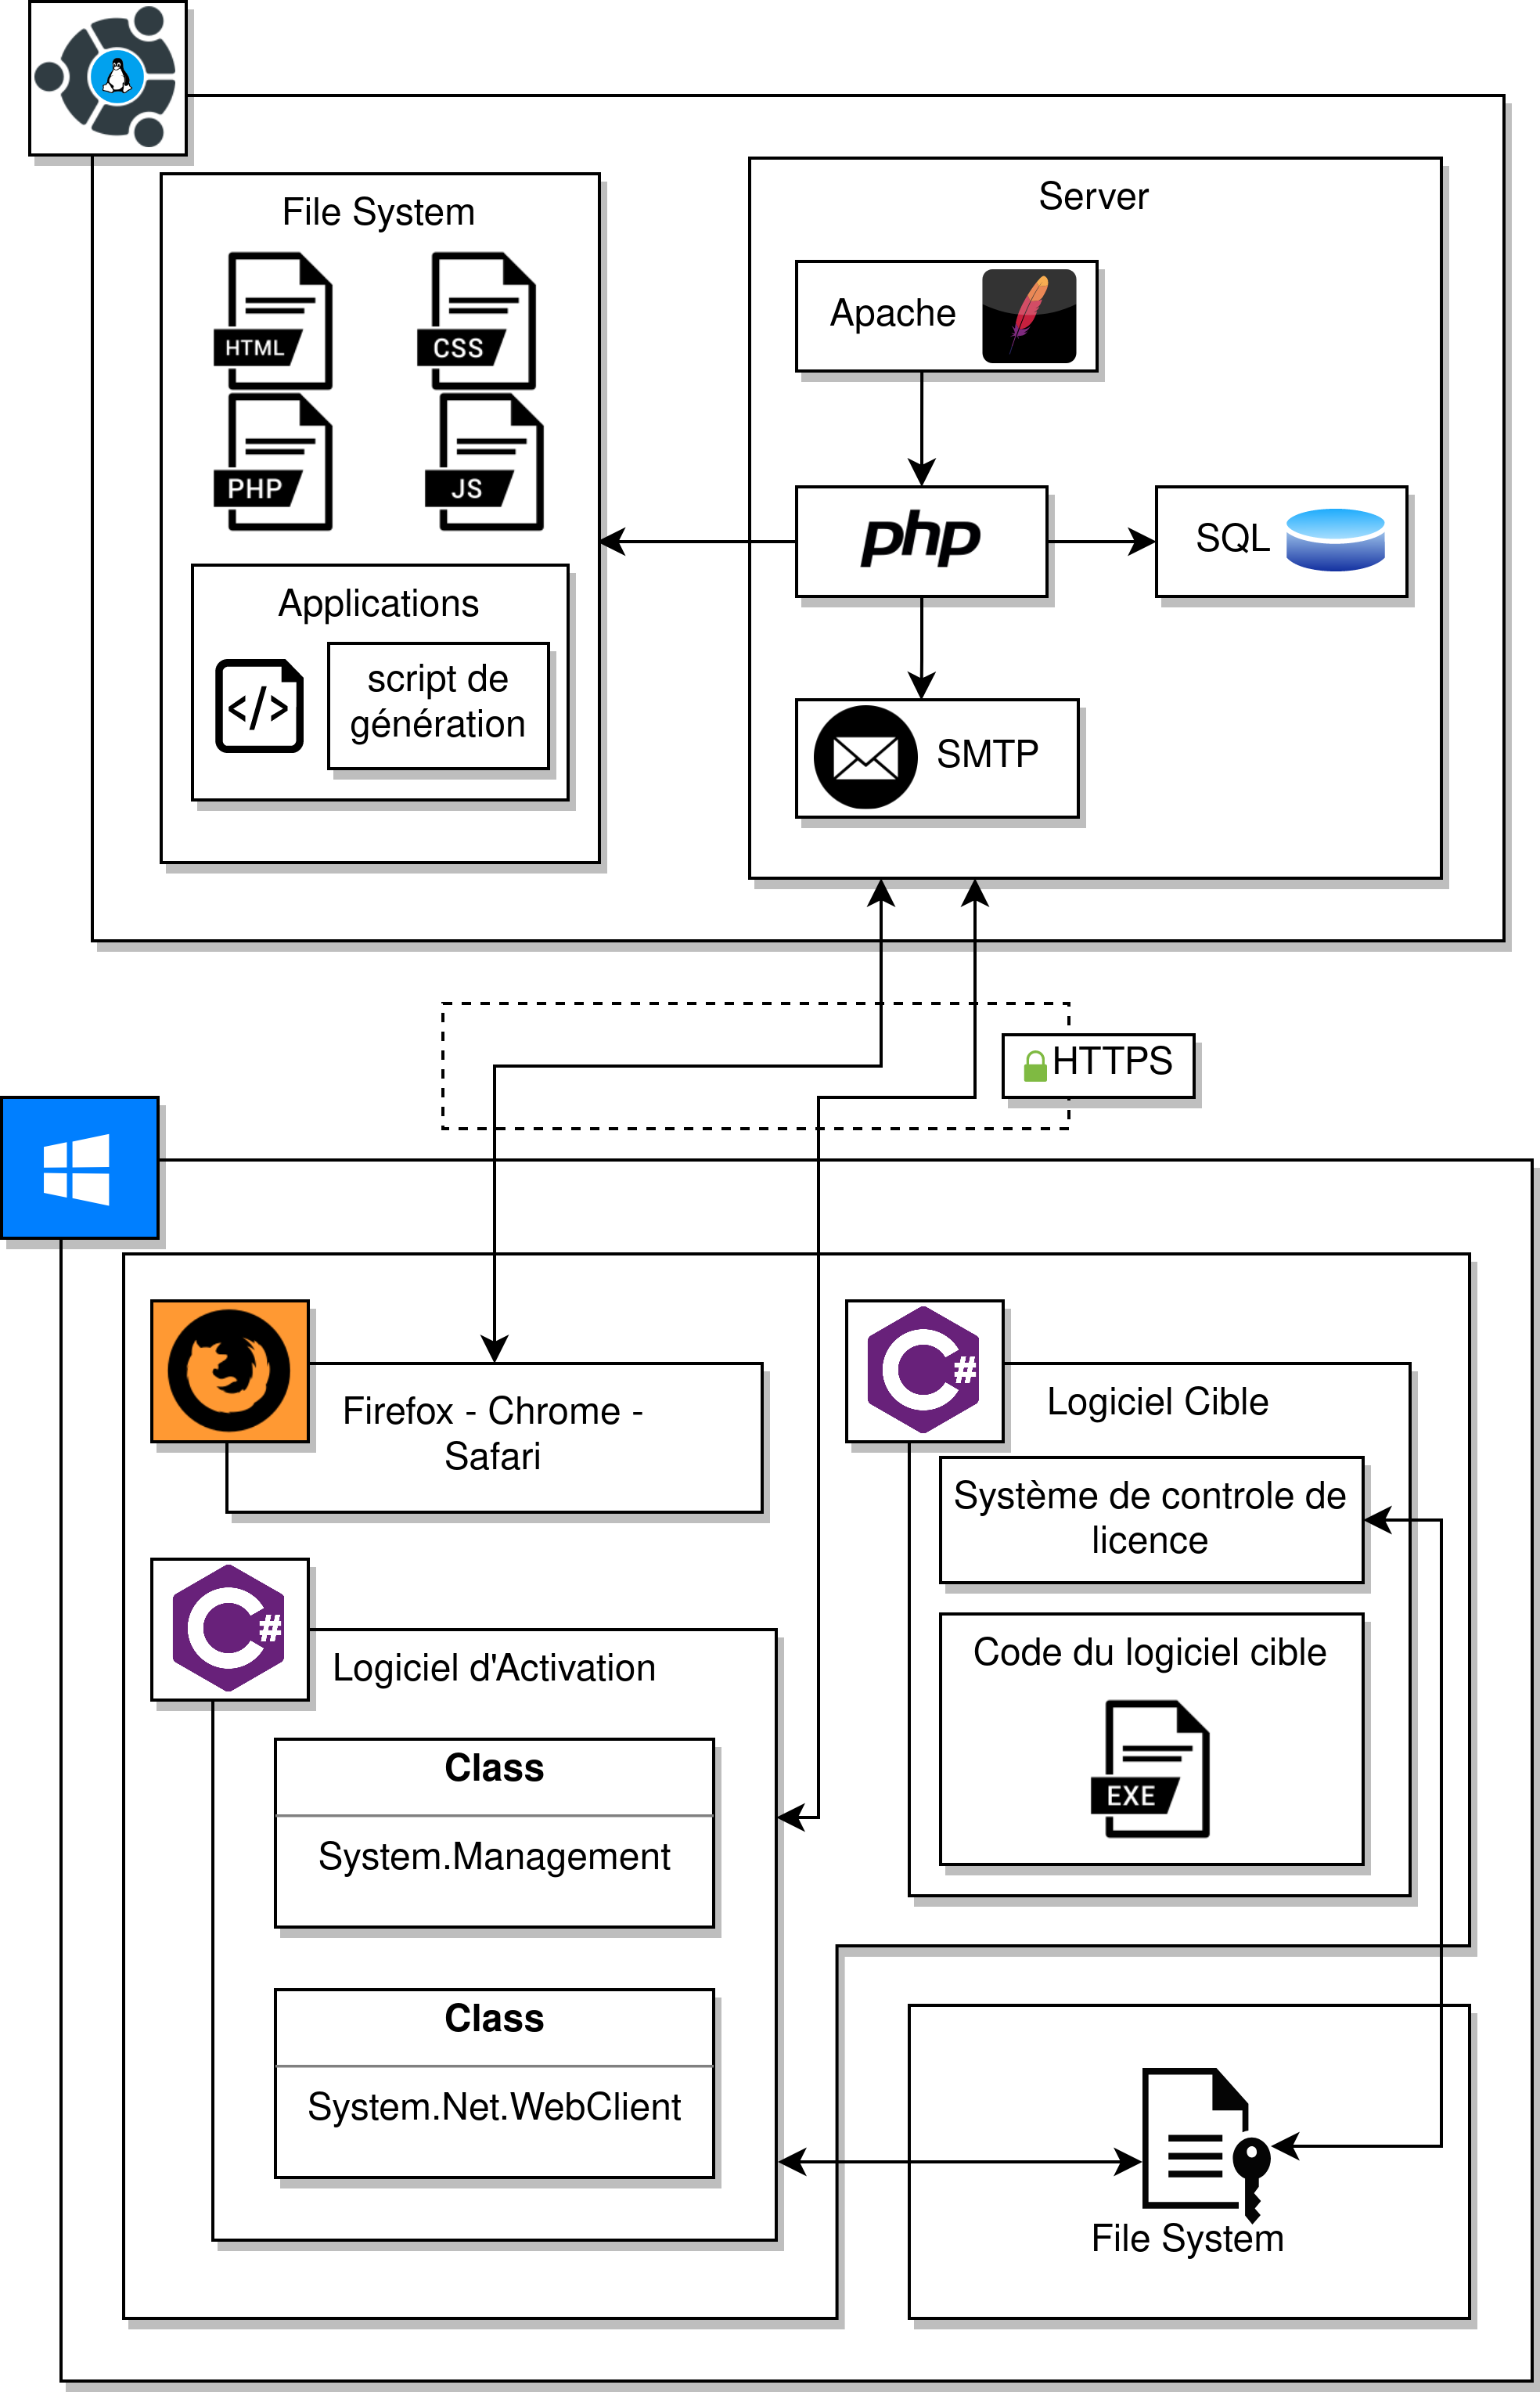 File System
HTML
CSS
PHP
JS
Applications
</>
script de
génération
Server
Apache
php
SQL
SMTP
HTTPS
Firefox - Chrome -
Safari
C#
Logiciel Cible
Système de controle de
licence
Code du logiciel cible
EXE
C#
Logiciel d'Activation
Class
System.Management
Class
System.Net.WebClient
File System